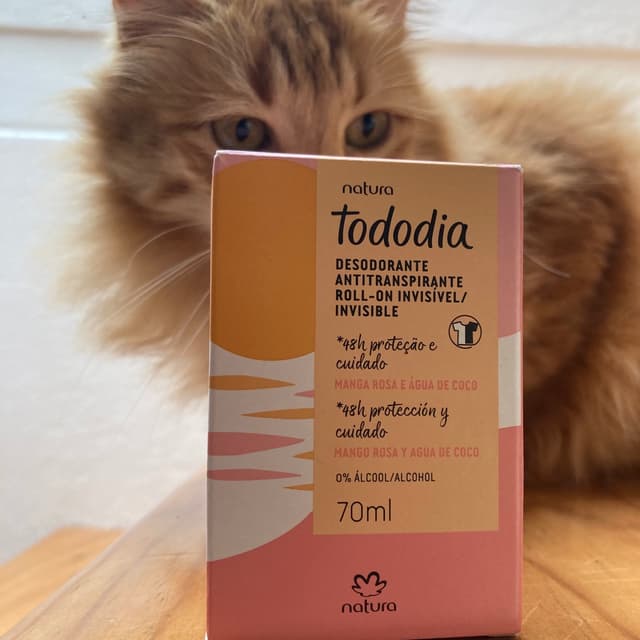 natura
tododia
DESODORANTE
ANTITRANSPIRANTE
ROLL-ON INVISÍVEL/
INVISIBLE
*48h proteção e
cuidado
MANGA ROSA E ÁGUA DE COCO
*48h protección y
cuidado
MANGO ROSA Y AGUA DE COCO
0% ÁLCOOL/ALCOHOL
70ml
natura